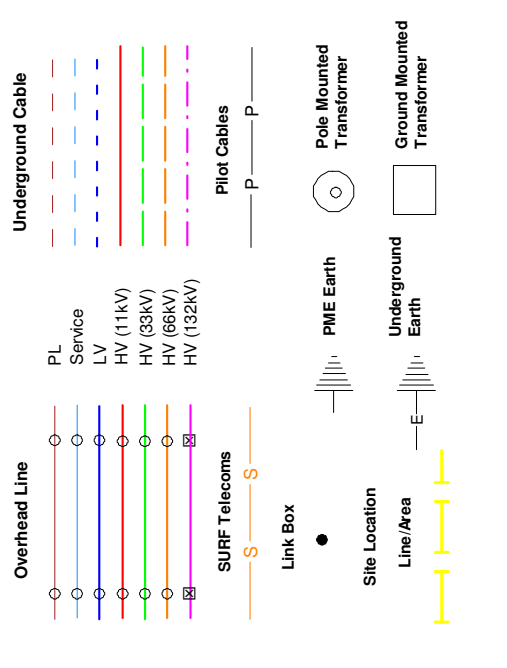 Overhead Line
Underground Cable
PL
Service
LV
HV (11kV)
HV (33kV)
HV (66kV)
HV (132kV)
SURF Telecoms
Pilot Cables
S S
P P
Link Box
PME Earth
Pole Mounted
Transformer
Site Location
Line/Area
Underground
Earth
Ground Mounted
Transformer
E